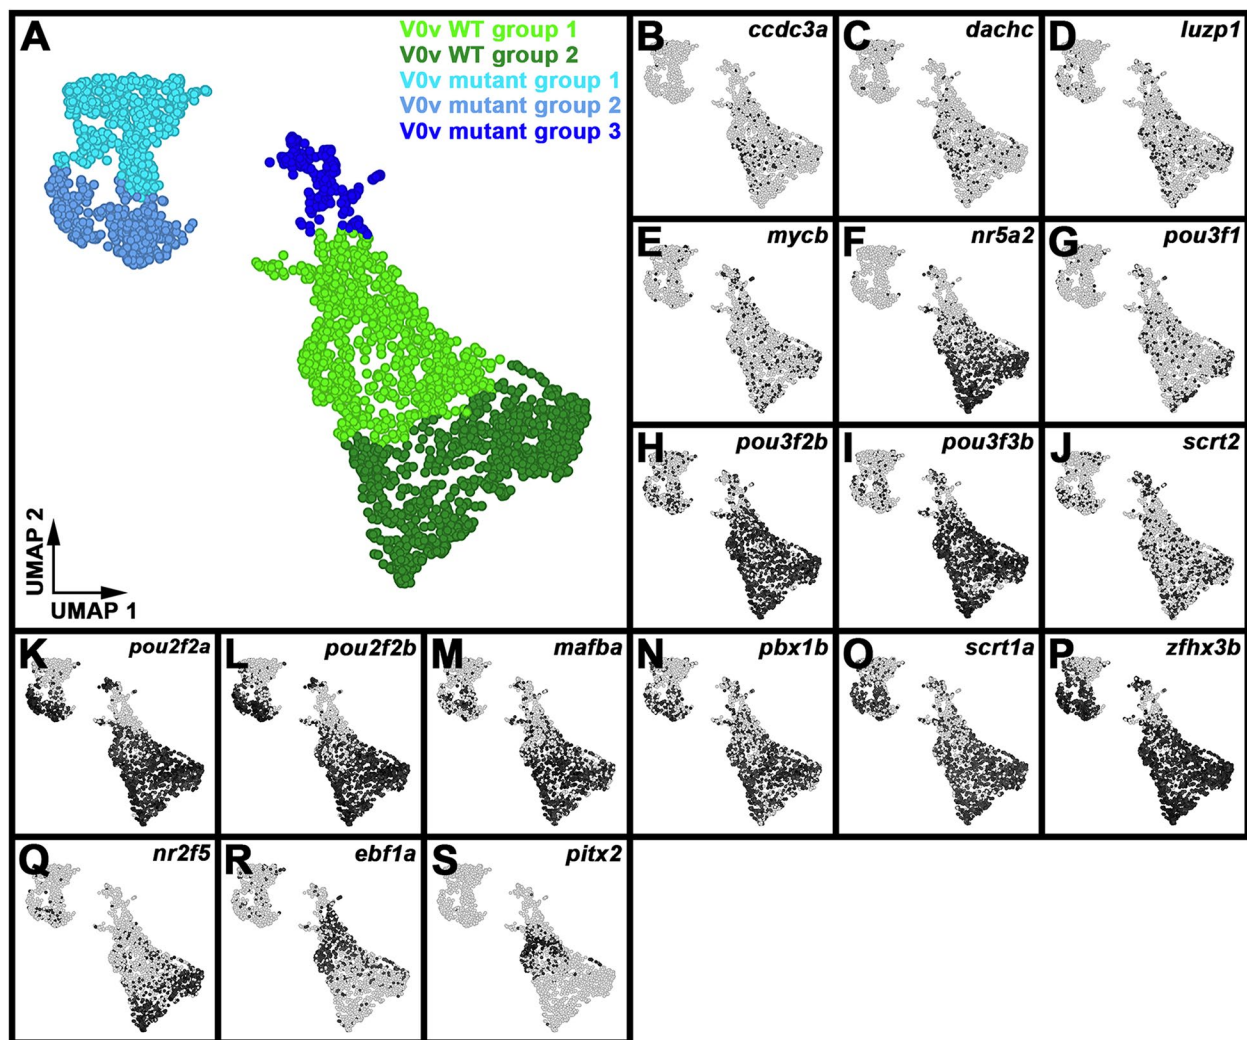 A
V0v WT group 1
V0v WT group 2
V0v mutant group 1
V0v mutant group 2
V0v mutant group 3
UMAP 2
UMAP 1
B ccdc3a
C dachc
D luzp1
E mycb
F nr5a2
G pou3f1
H pou3f2b
I pou3f3b
J scrt2
K pou2f2a
L pou2f2b
M mafba
N pbx1b
O scrt1a
P zfhx3b
Q nr2f5
R ebf1a
S pitx2